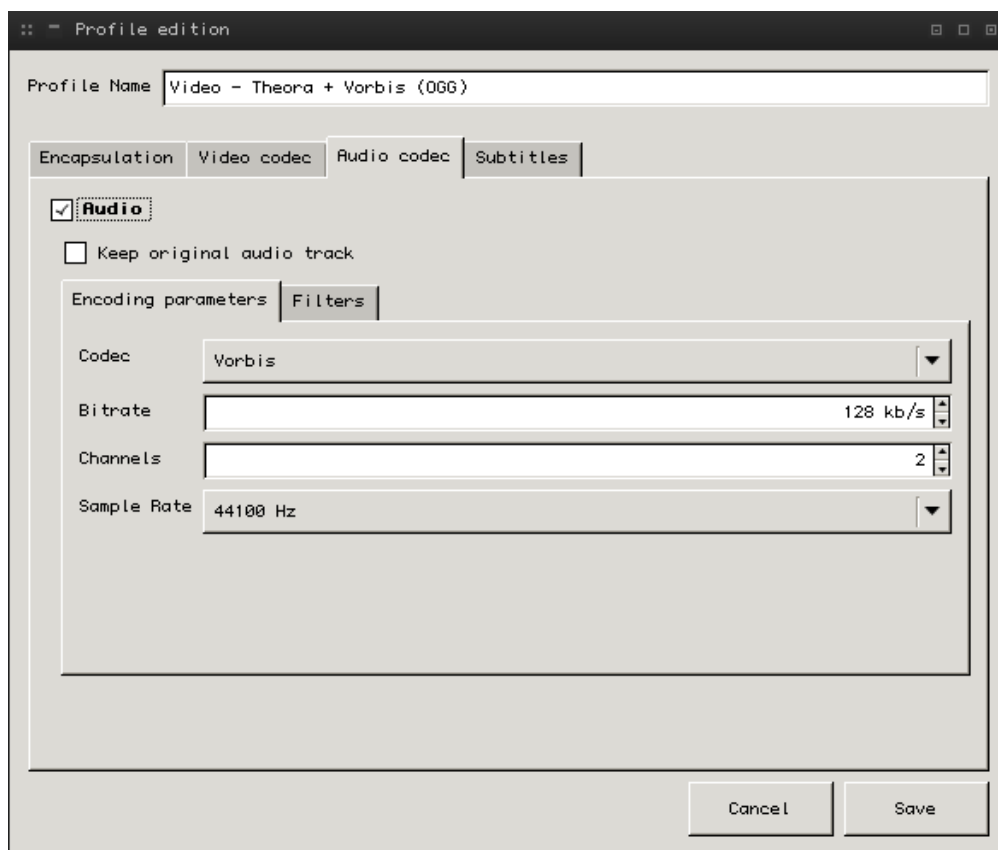 Profile edition
Profile Name Video - Theora + Vorbis (OGG)
Encapsulation Video codec Audio codec Subtitles
Audio
Keep original audio track
Encoding parameters Filters
Codec Vorbis
Bitrate 128 kb/s
Channels 2
Sample Rate 44100 Hz
Cancel Save